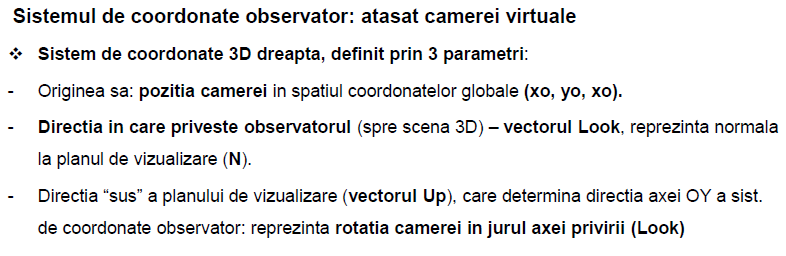 Sistemul de coordonate observator: atasat camerei virtuale
❖ Sistem de coordonate 3D dreapta, definit prin 3 parametri:
- Originea sa: pozitia camerei in spatiul coordonatelor globale (xo, yo, xo).
- Directia in care priveste observatorul (spre scena 3D) – vectorul Look, reprezinta normala
la planul de vizualizare (N).
- Directia “sus” a planului de vizualizare (vectorul Up), care determina directia axei OY a sist.
de coordonate observator: reprezinta rotatia camerei in jurul axei privirii (Look)